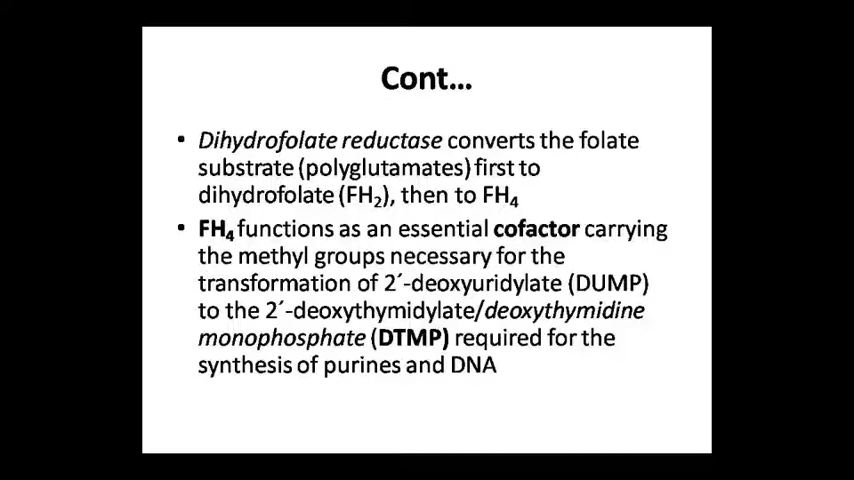 Cont...
• Dihydrofolate reductase converts the folate
substrate (polyglutamates) first to
dihydrofolate (FH₂), then to FH₄
• FH₄ functions as an essential cofactor carrying
the methyl groups necessary for the
transformation of 2´-deoxyuridylate (DUMP)
to the 2´-deoxythymidylate/deoxythymidine
monophosphate (DTMP) required for the
synthesis of purines and DNA